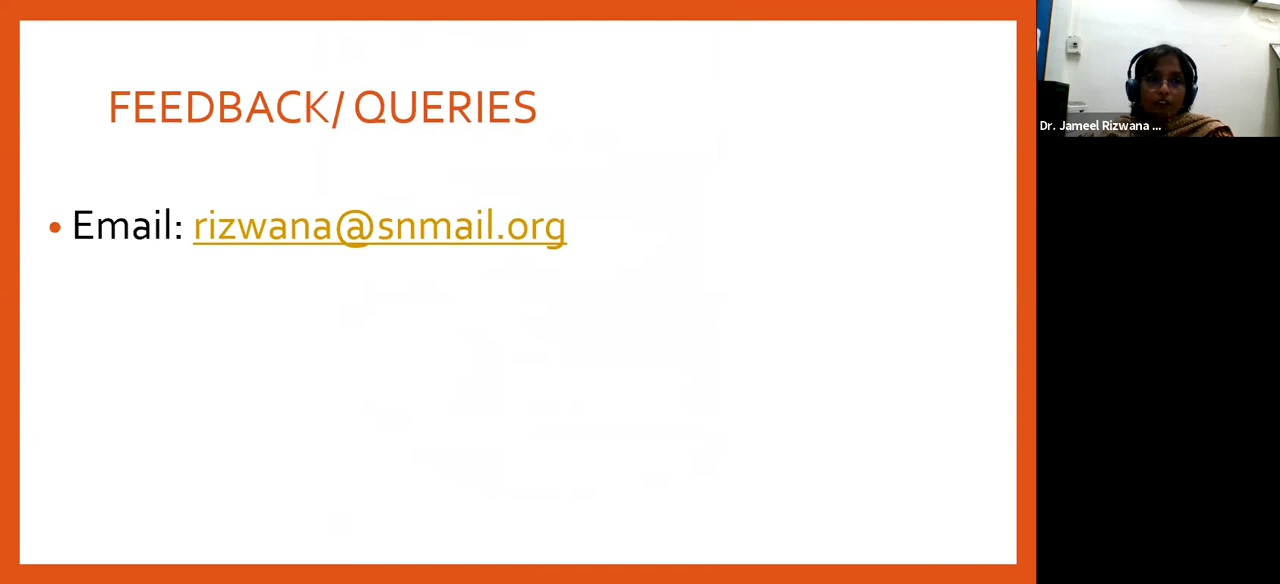 FEEDBACK/ QUERIES
• Email: rizwana@snmail.org
Dr. Jameel Rizwana ...